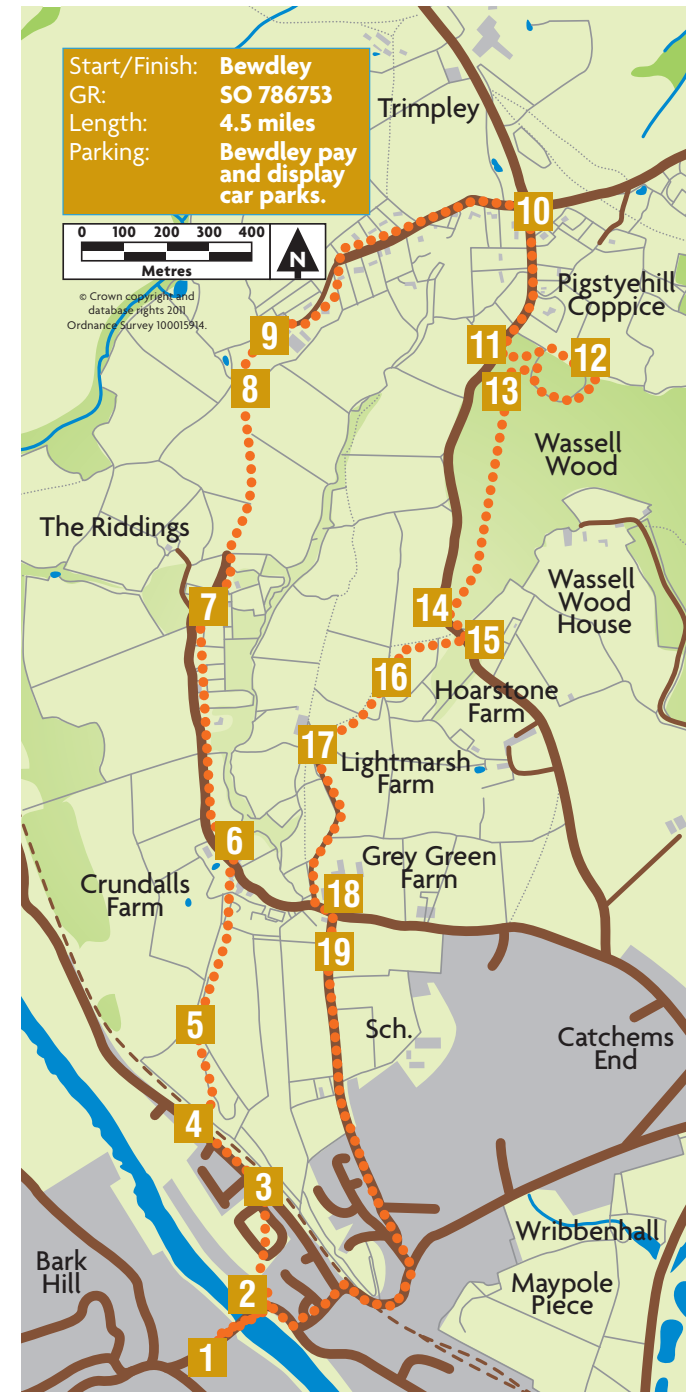 Start/Finish: Bewdley
GR: SO 786753
Length: 4.5 miles
Parking: Bewdley pay
and display
car parks.
0 100 200 300 400
Metres
N
© Crown copyright and
database rights 2011
Ordnance Survey 100015914.
Trimpley
10
Pigstyehill
Coppice
9
11
12
8
13
Wassell
Wood
The Riddings
Wassell
Wood
House
7
14
15
16
Hoarstone
Farm
17
Lightmarsh
Farm
6
Grey Green
Farm
Crundalls
Farm
18
19
5
Sch.
Catchems
End
4
3
Wribbenhall
Bark
Hill
Maypole
Piece
2
1